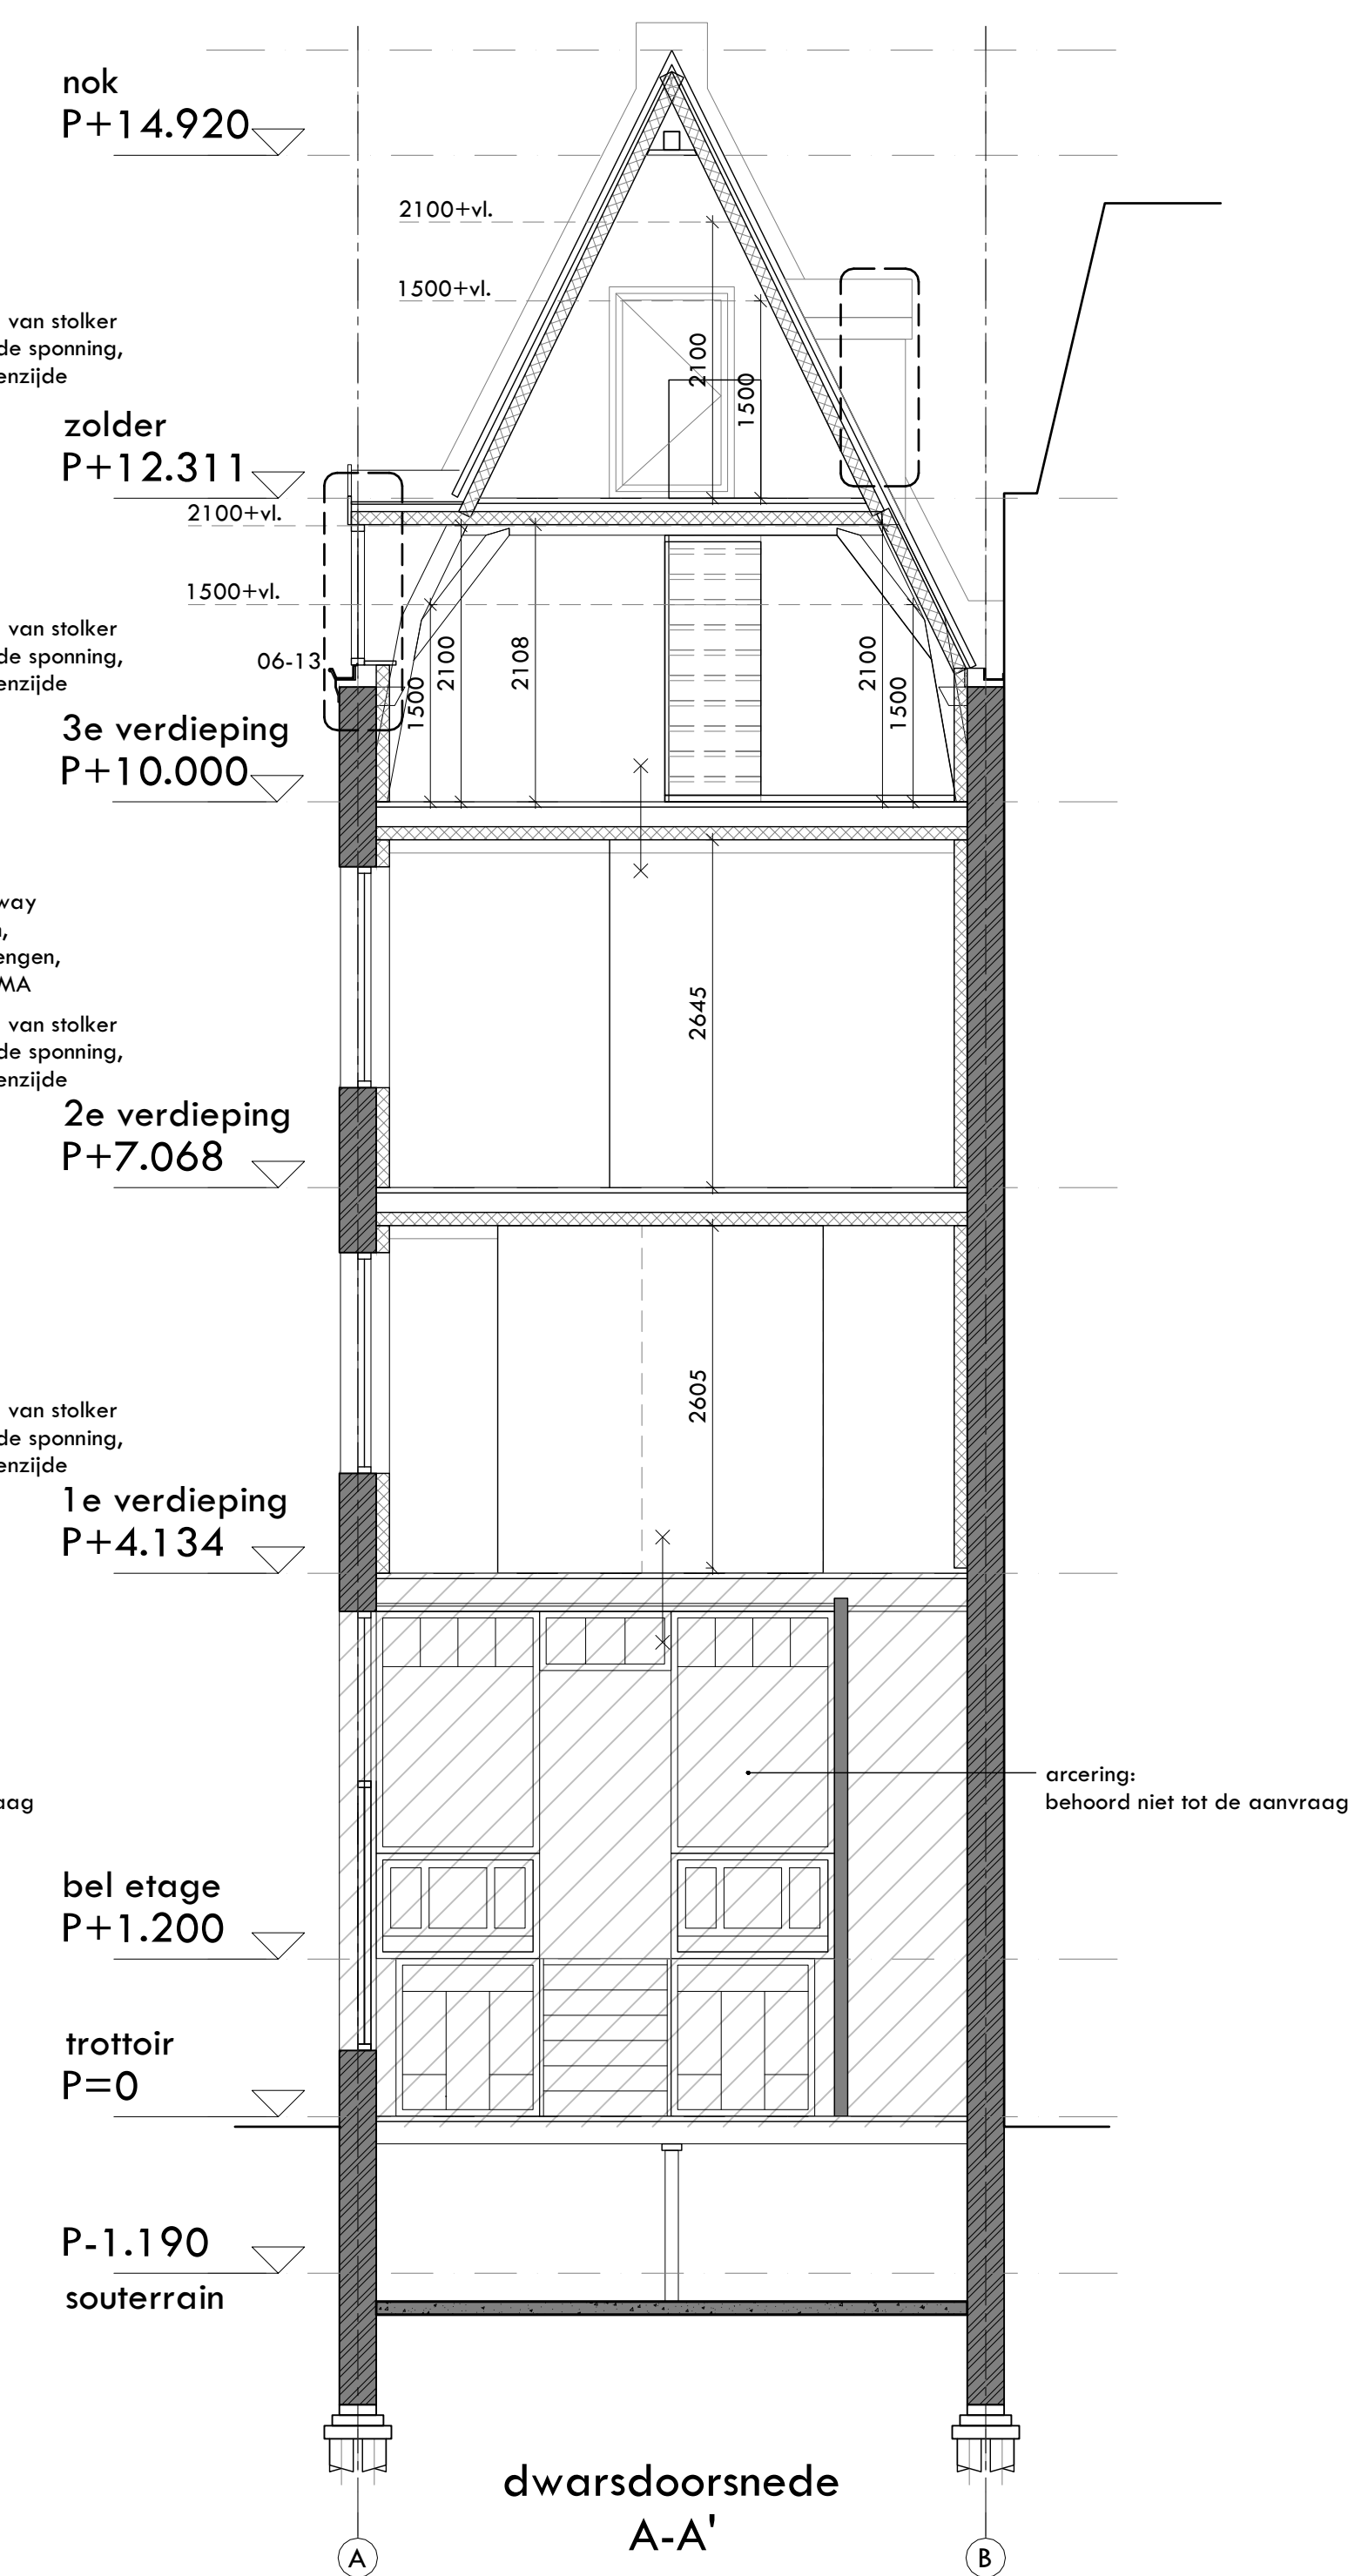 nok
P+14.920
2100+vl.
1500+vl.
2100
1500
van stolker
de sponning,
enzijde
zolder
P+12.311
2100+vl.
1500+vl.
06-13
van stolker
de sponning,
enzijde
1500
2100
2108
2100
1500
3e verdieping
P+10.000
way
engen,
MA
van stolker
de sponning,
enzijde
2645
2e verdieping
P+7.068
2605
van stolker
de sponning,
enzijde
1e verdieping
P+4.134
arcering:
behoord niet tot de aanvraag
aag
bel etage
P+1.200
trottoir
P=0
P-1.190
souterrain
dwarsdoorsnede
A-A'
A
B